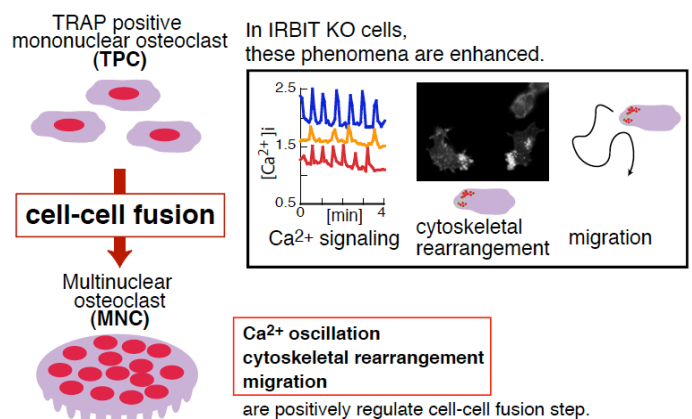 TRAP positive
mononuclear osteoclast
(TPC)
In IRBIT KO cells,
these phenomena are enhanced.
2.5
1.5
0.5
[Ca2+]i
0
[min]
4
Ca2+ signaling
cytoskeletal
rearrangement
migration
cell-cell fusion
Multinuclear
osteoclast
(MNC)
Ca2+ oscillation
cytoskeletal rearrangement
migration
are positively regulate cell-cell fusion step.